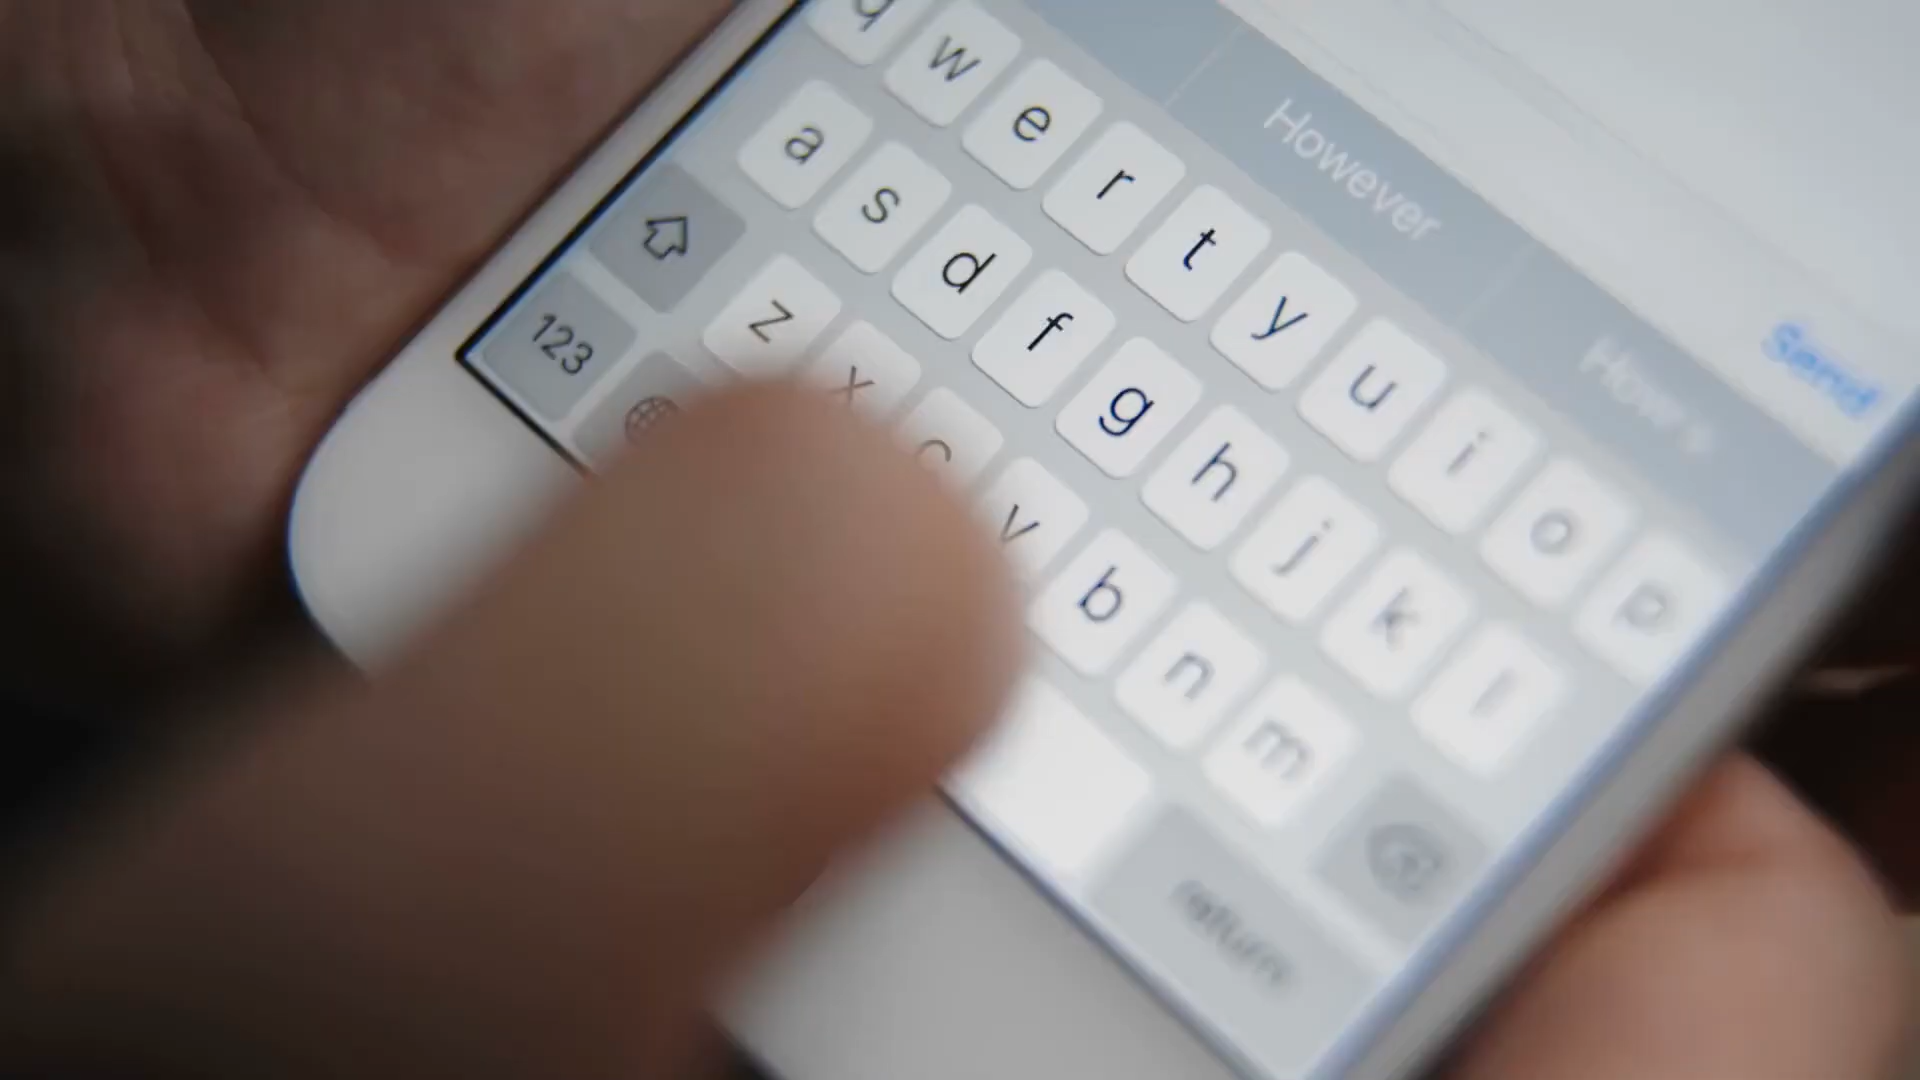 Send
However
How's
q w e r t y u i o p
a s d f g h j k l
z x c v b n m
123
return